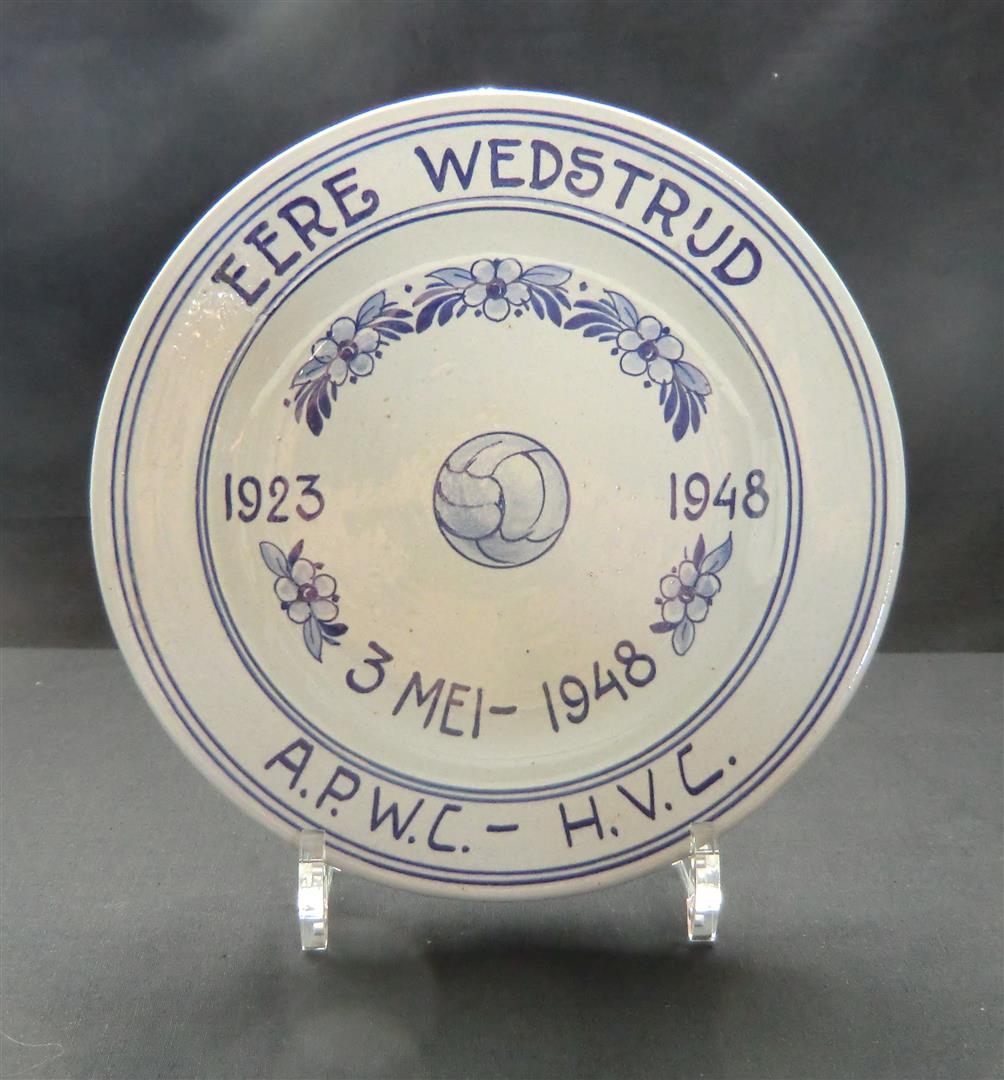 EERE WEDSTRIJD
1923 1948
3 MEI - 1948
A.P.W.C. - H.V.C.